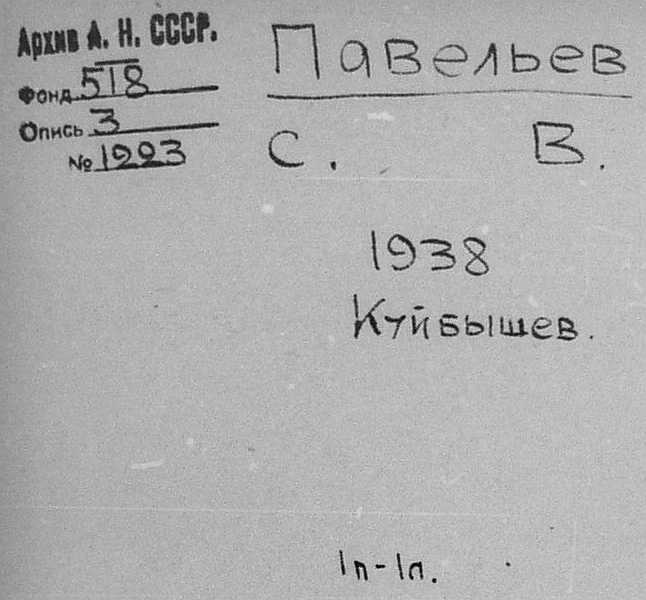 Архив А. Н. СССР.
Фонд 518
Опись 3
№ 1223
Павельев
С. В.
1938
Куйбышев.
1п-1п.